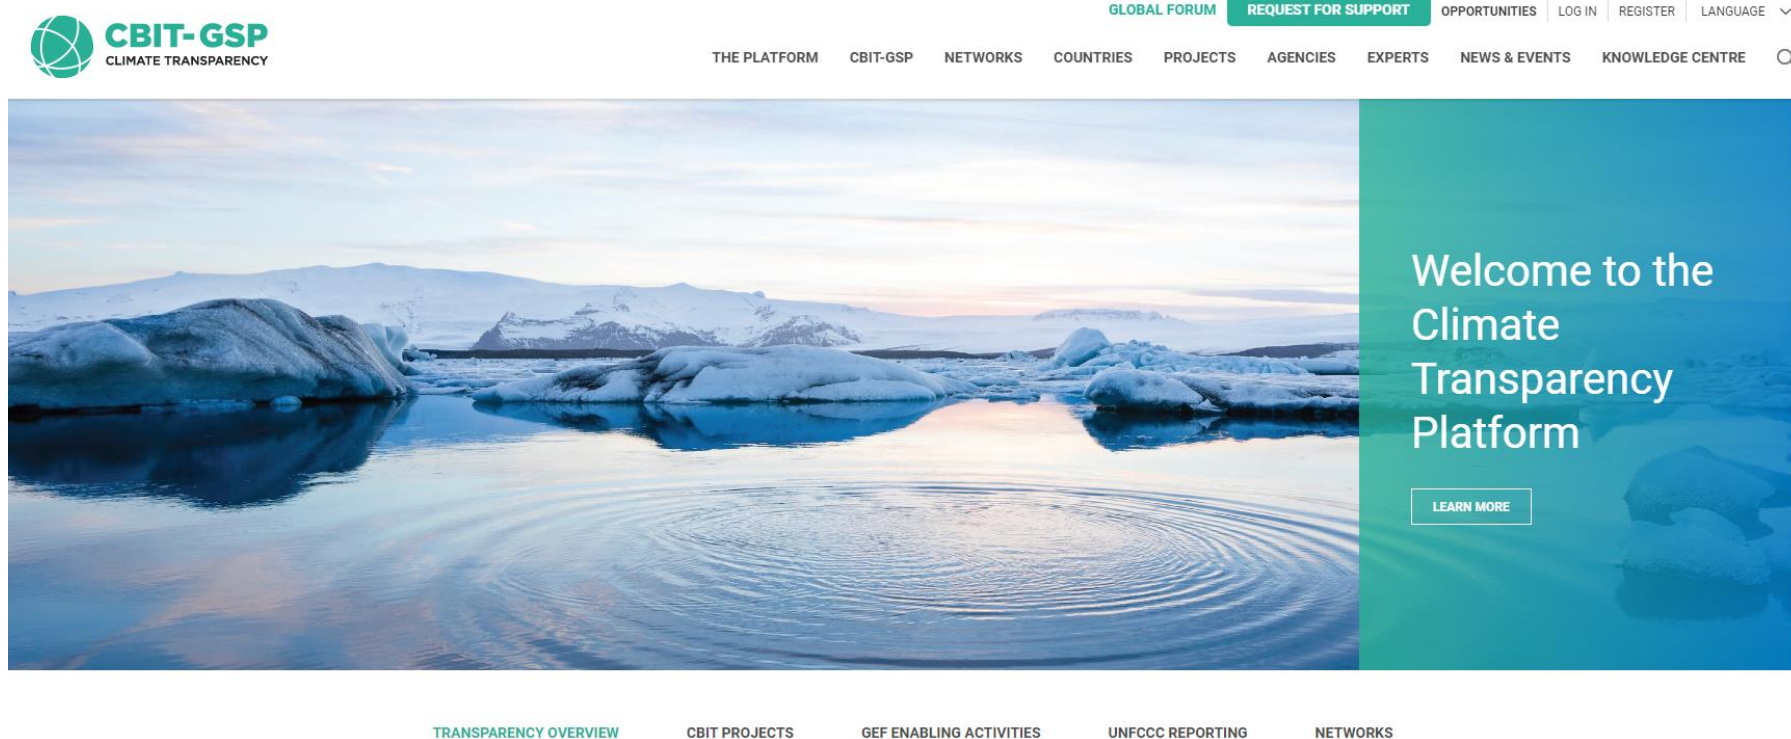 GLOBAL FORUM REQUEST FOR SUPPORT OPPORTUNITIES LOG IN REGISTER LANGUAGE
CBIT-GSP
CLIMATE TRANSPARENCY
THE PLATFORM CBIT-GSP NETWORKS COUNTRIES PROJECTS AGENCIES EXPERTS NEWS & EVENTS KNOWLEDGE CENTRE
Welcome to the
Climate
Transparency
Platform
LEARN MORE
TRANSPARENCY OVERVIEW CBIT PROJECTS GEF ENABLING ACTIVITIES UNFCCC REPORTING NETWORKS